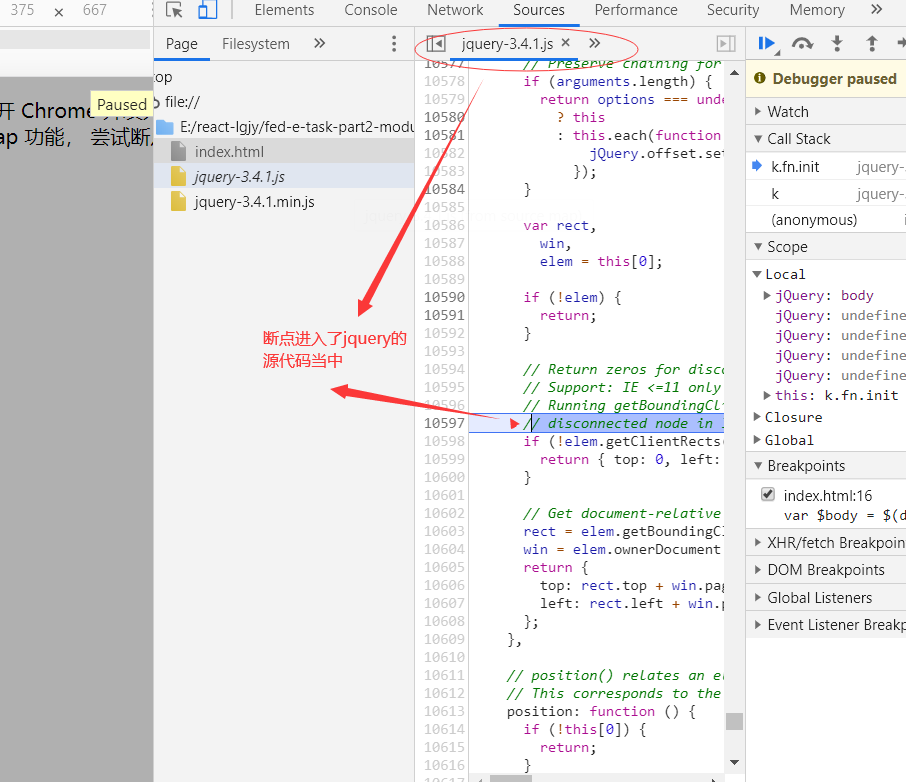 375 × 667
Elements Console Network Sources Performance Security Memory »
Page Filesystem »
jquery-3.4.1.js × »
top
file://
E:/react-lgjy/fed-e-task-part2-modu
index.html
jquery-3.4.1.js
jquery-3.4.1.min.js
开 Chrome
ap 功能， 尝试断
Paused
断点进入了jquery的
源代码当中
10577 // Preserve chaining for
10578 if (arguments.length) {
10579 return options === unde
10580 ? this
10581 : this.each(function
10582 jQuery.offset.set
10583 });
10584 }
10585
10586 var rect,
10587 win,
10588 elem = this[0];
10589
10590 if (!elem) {
10591 return;
10592 }
10593
10594 // Return zeros for disco
10595 // Support: IE <=11 only
10596 // Running getBoundingCl
10597 // disconnected node in
10598 if (!elem.getClientRects(
10599 return { top: 0, left:
10600 }
10601
10602 // Get document-relative
10603 rect = elem.getBoundingCl
10604 win = elem.ownerDocument
10605 return {
10606 top: rect.top + win.pag
10607 left: rect.left + win.p
10608 };
10609 },
10610
10611 // position() relates an el
10612 // This corresponds to the
10613 position: function () {
10614 if (!this[0]) {
10615 return;
10616 }
10617
Debugger paused
Watch
Call Stack
k.fn.init jquery-
k jquery-
(anonymous)
Scope
Local
jQuery: body
jQuery: undefine
jQuery: undefine
jQuery: undefine
jQuery: undefine
this: k.fn.init
Closure
Global
Breakpoints
index.html:16
var $body = $(d
XHR/fetch Breakpoin
DOM Breakpoints
Global Listeners
Event Listener Breakp